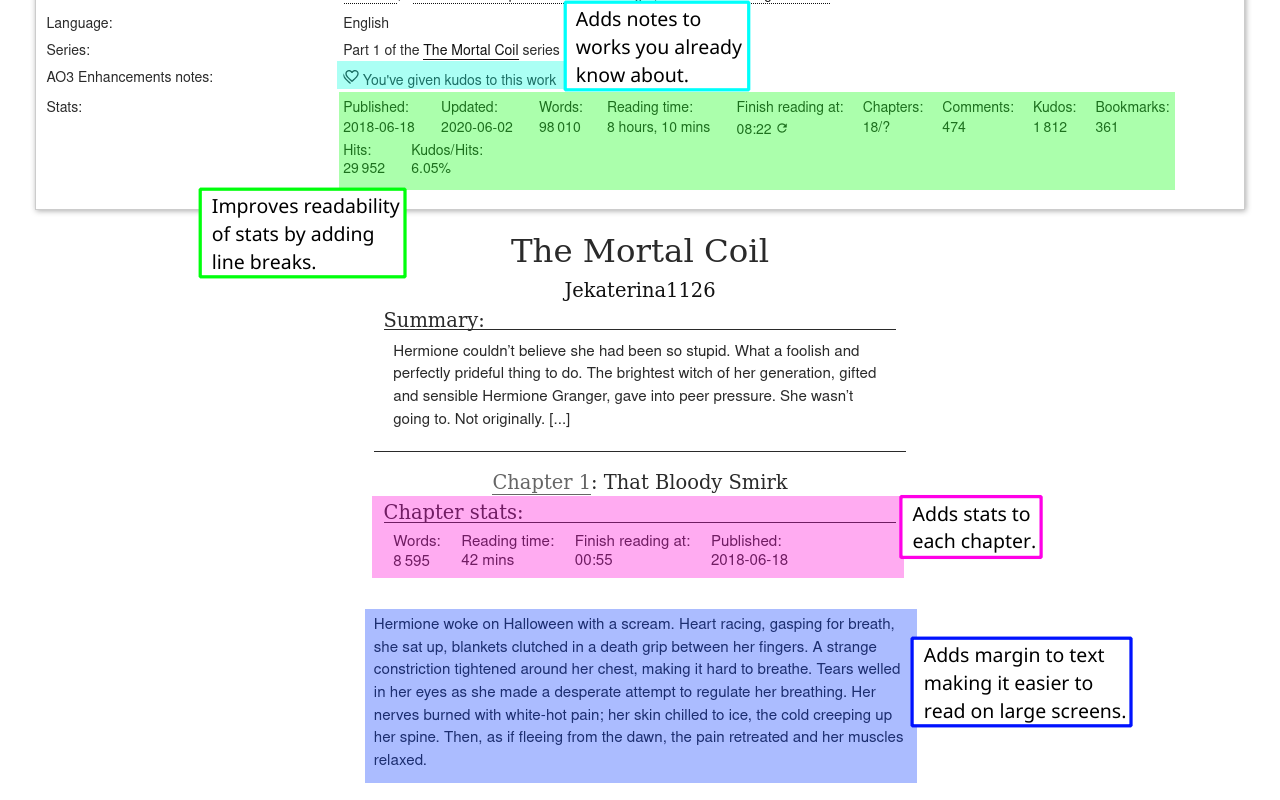 Language: English
Series: Part 1 of the The Mortal Coil series
AO3 Enhancements notes: You've given kudos to this work
Adds notes to
works you already
know about.
Stats:
Published: Updated: Words: Reading time: Finish reading at: Chapters: Comments: Kudos: Bookmarks:
2018-06-18 2020-06-02 98 010 8 hours, 10 mins 08:22 18/? 474 1 812 361
Hits: Kudos/Hits:
29 952 6.05%
Improves readability
of stats by adding
line breaks.
The Mortal Coil
Jekaterina1126
Summary:
Hermione couldn’t believe she had been so stupid. What a foolish and
perfectly prideful thing to do. The brightest witch of her generation, gifted
and sensible Hermione Granger, gave into peer pressure. She wasn’t
going to. Not originally. [...]
Chapter 1: That Bloody Smirk
Chapter stats:
Words: Reading time: Finish reading at: Published:
8 595 42 mins 00:55 2018-06-18
Adds stats to
each chapter.
Hermione woke on Halloween with a scream. Heart racing, gasping for breath,
she sat up, blankets clutched in a death grip between her fingers. A strange
constriction tightened around her chest, making it hard to breathe. Tears welled
in her eyes as she made a desperate attempt to regulate her breathing. Her
nerves burned with white-hot pain; her skin chilled to ice, the cold creeping up
her spine. Then, as if fleeing from the dawn, the pain retreated and her muscles
relaxed.
Adds margin to text
making it easier to
read on large screens.